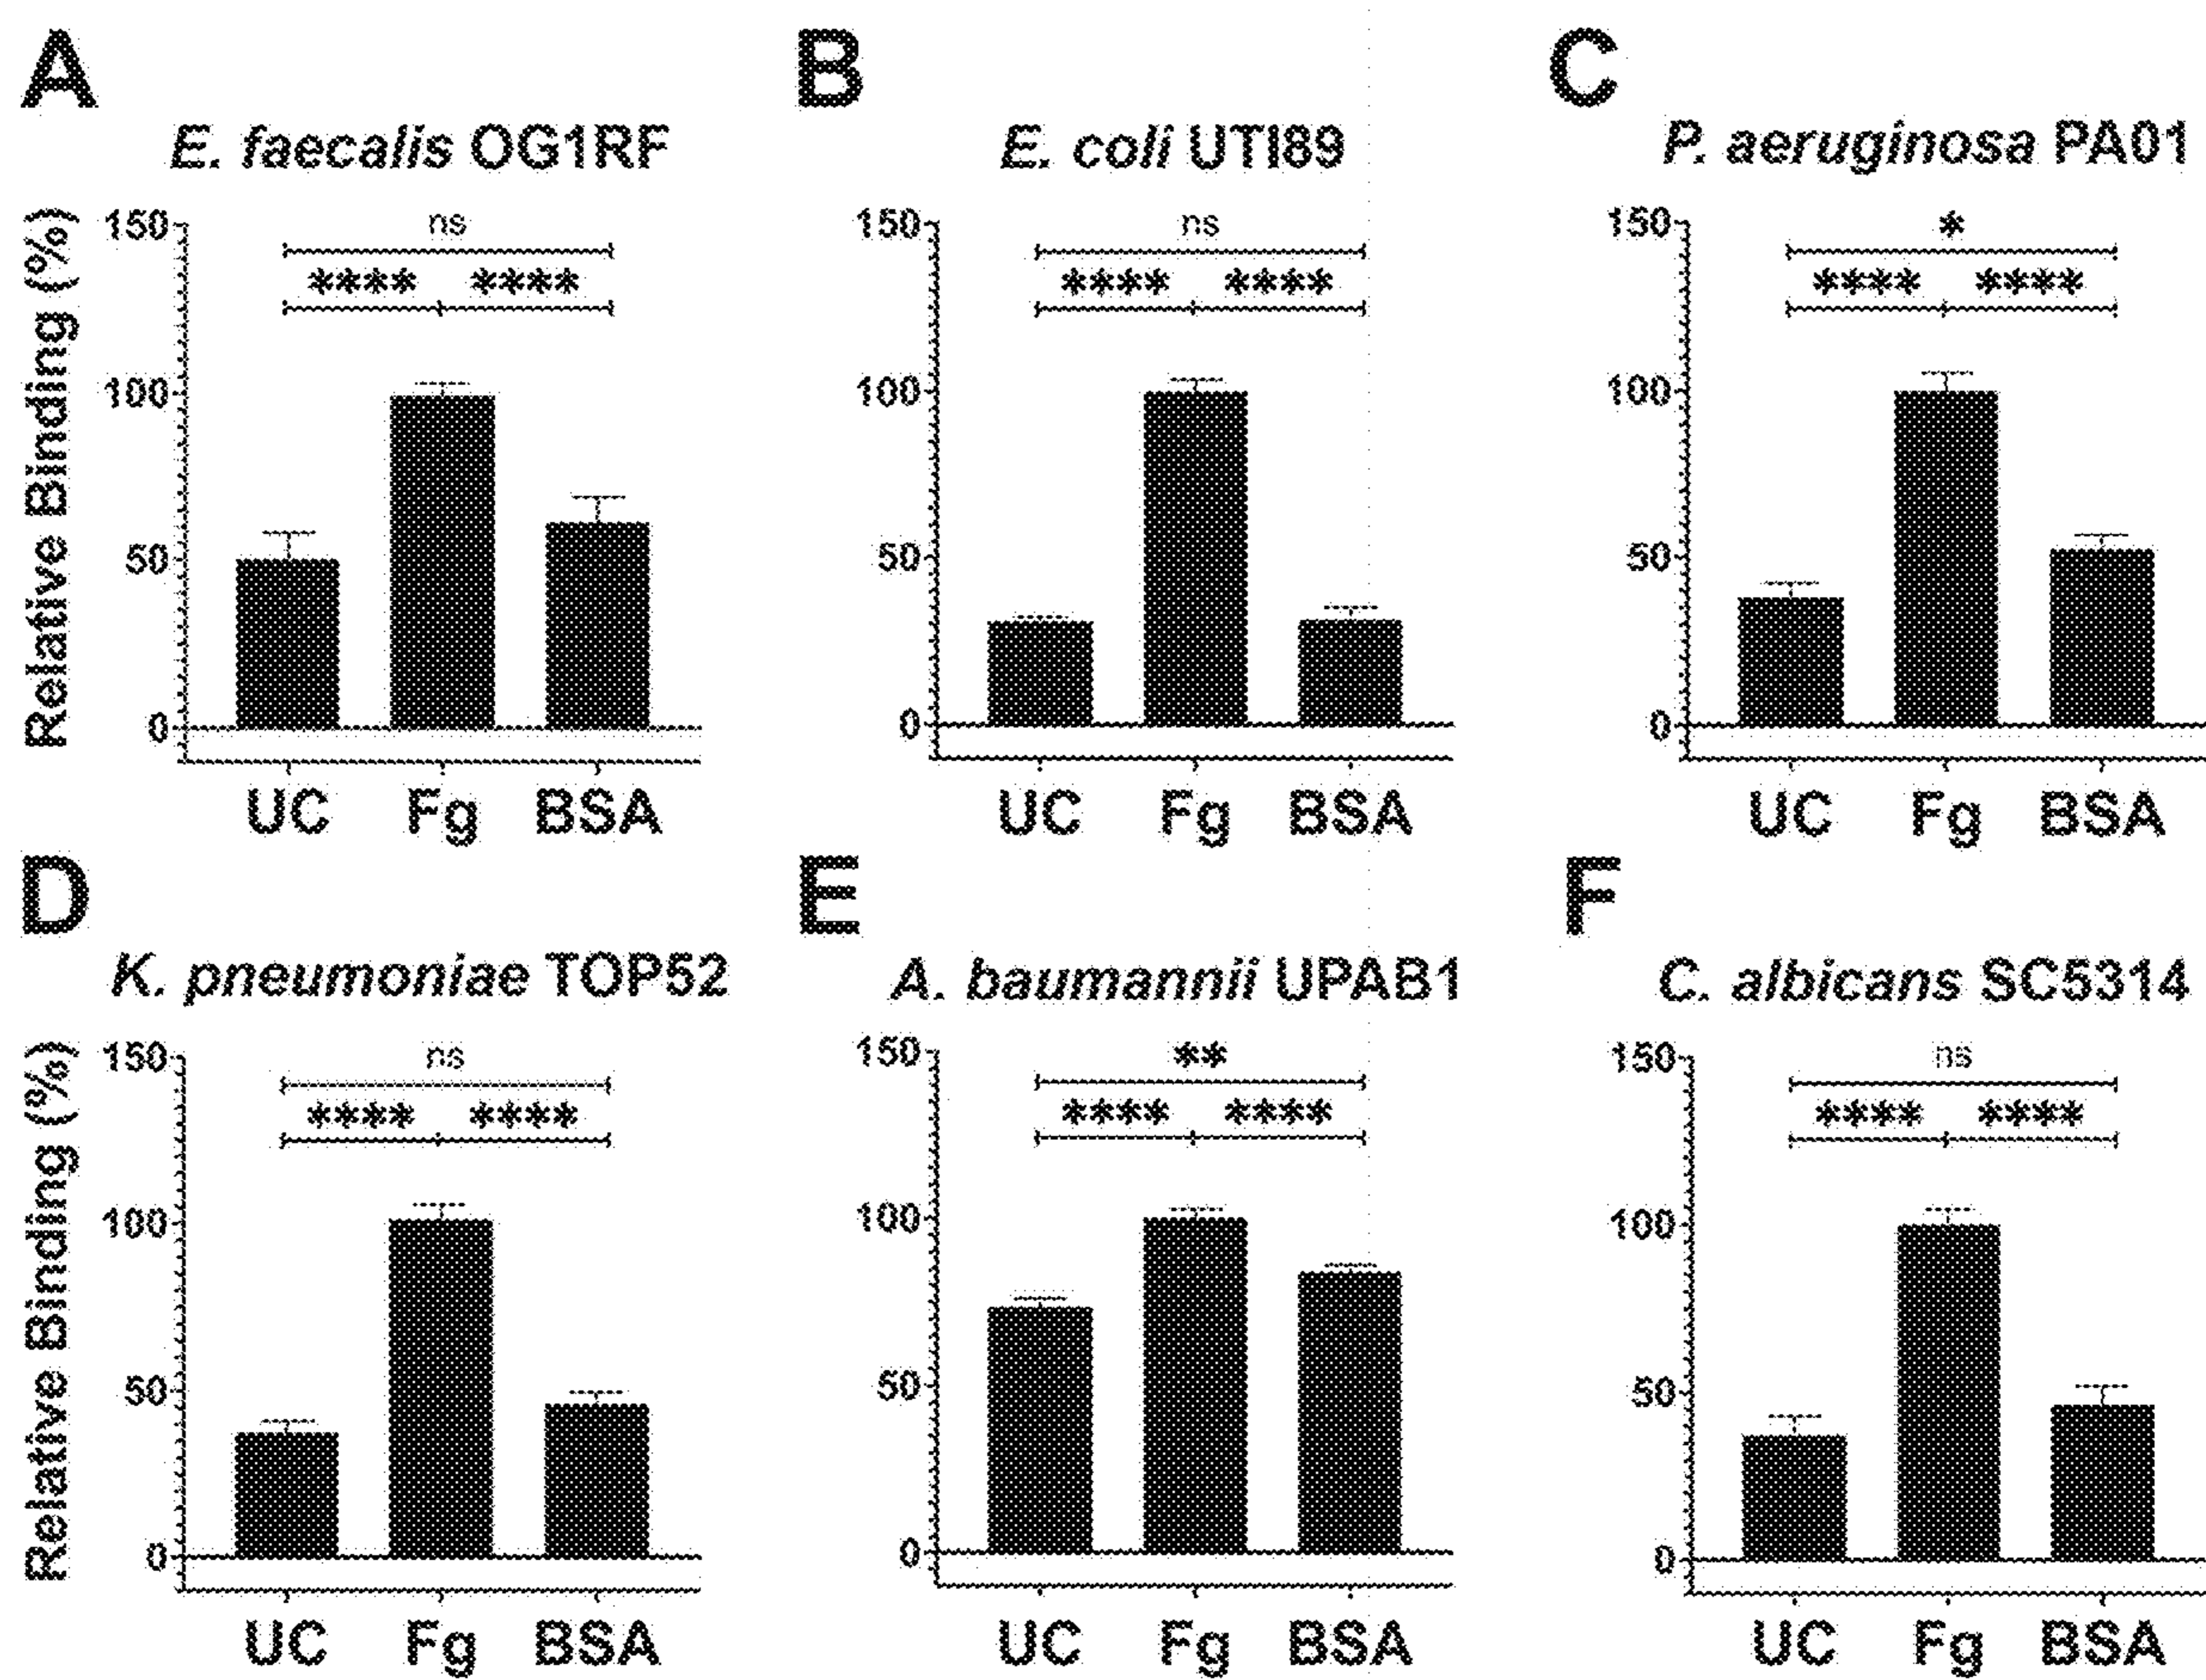 A
E. faecalis OG1RF
Relative Binding (%)
150
100
50
0
ns
**** ****
UC Fg BSA
B
E. coli UTI89
150
100
50
0
ns
**** ****
UC Fg BSA
C
P. aeruginosa PA01
150
100
50
0
*
**** ****
UC Fg BSA
D
K. pneumoniae TOP52
Relative Binding (%)
150
100
50
0
ns
**** ****
UC Fg BSA
E
A. baumannii UPAB1
150
100
50
0
**
**** ****
UC Fg BSA
F
C. albicans SC5314
150
100
50
0
ns
**** ****
UC Fg BSA